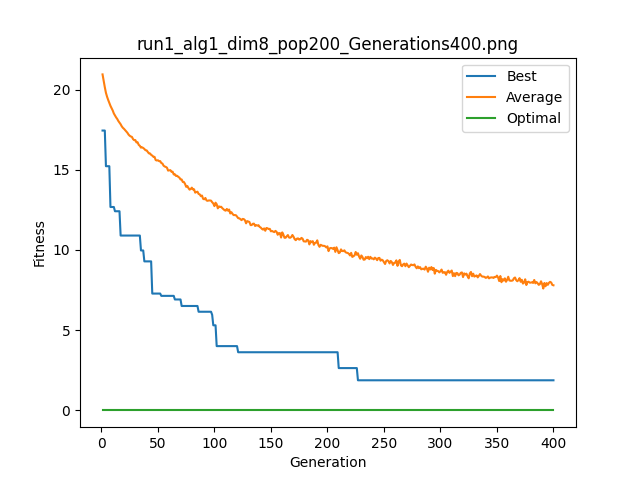 run1_alg1_dim8_pop200_Generations400.png
Best
Average
Optimal
Fitness
20
15
10
5
0
0 50 100 150 200 250 300 350 400
Generation